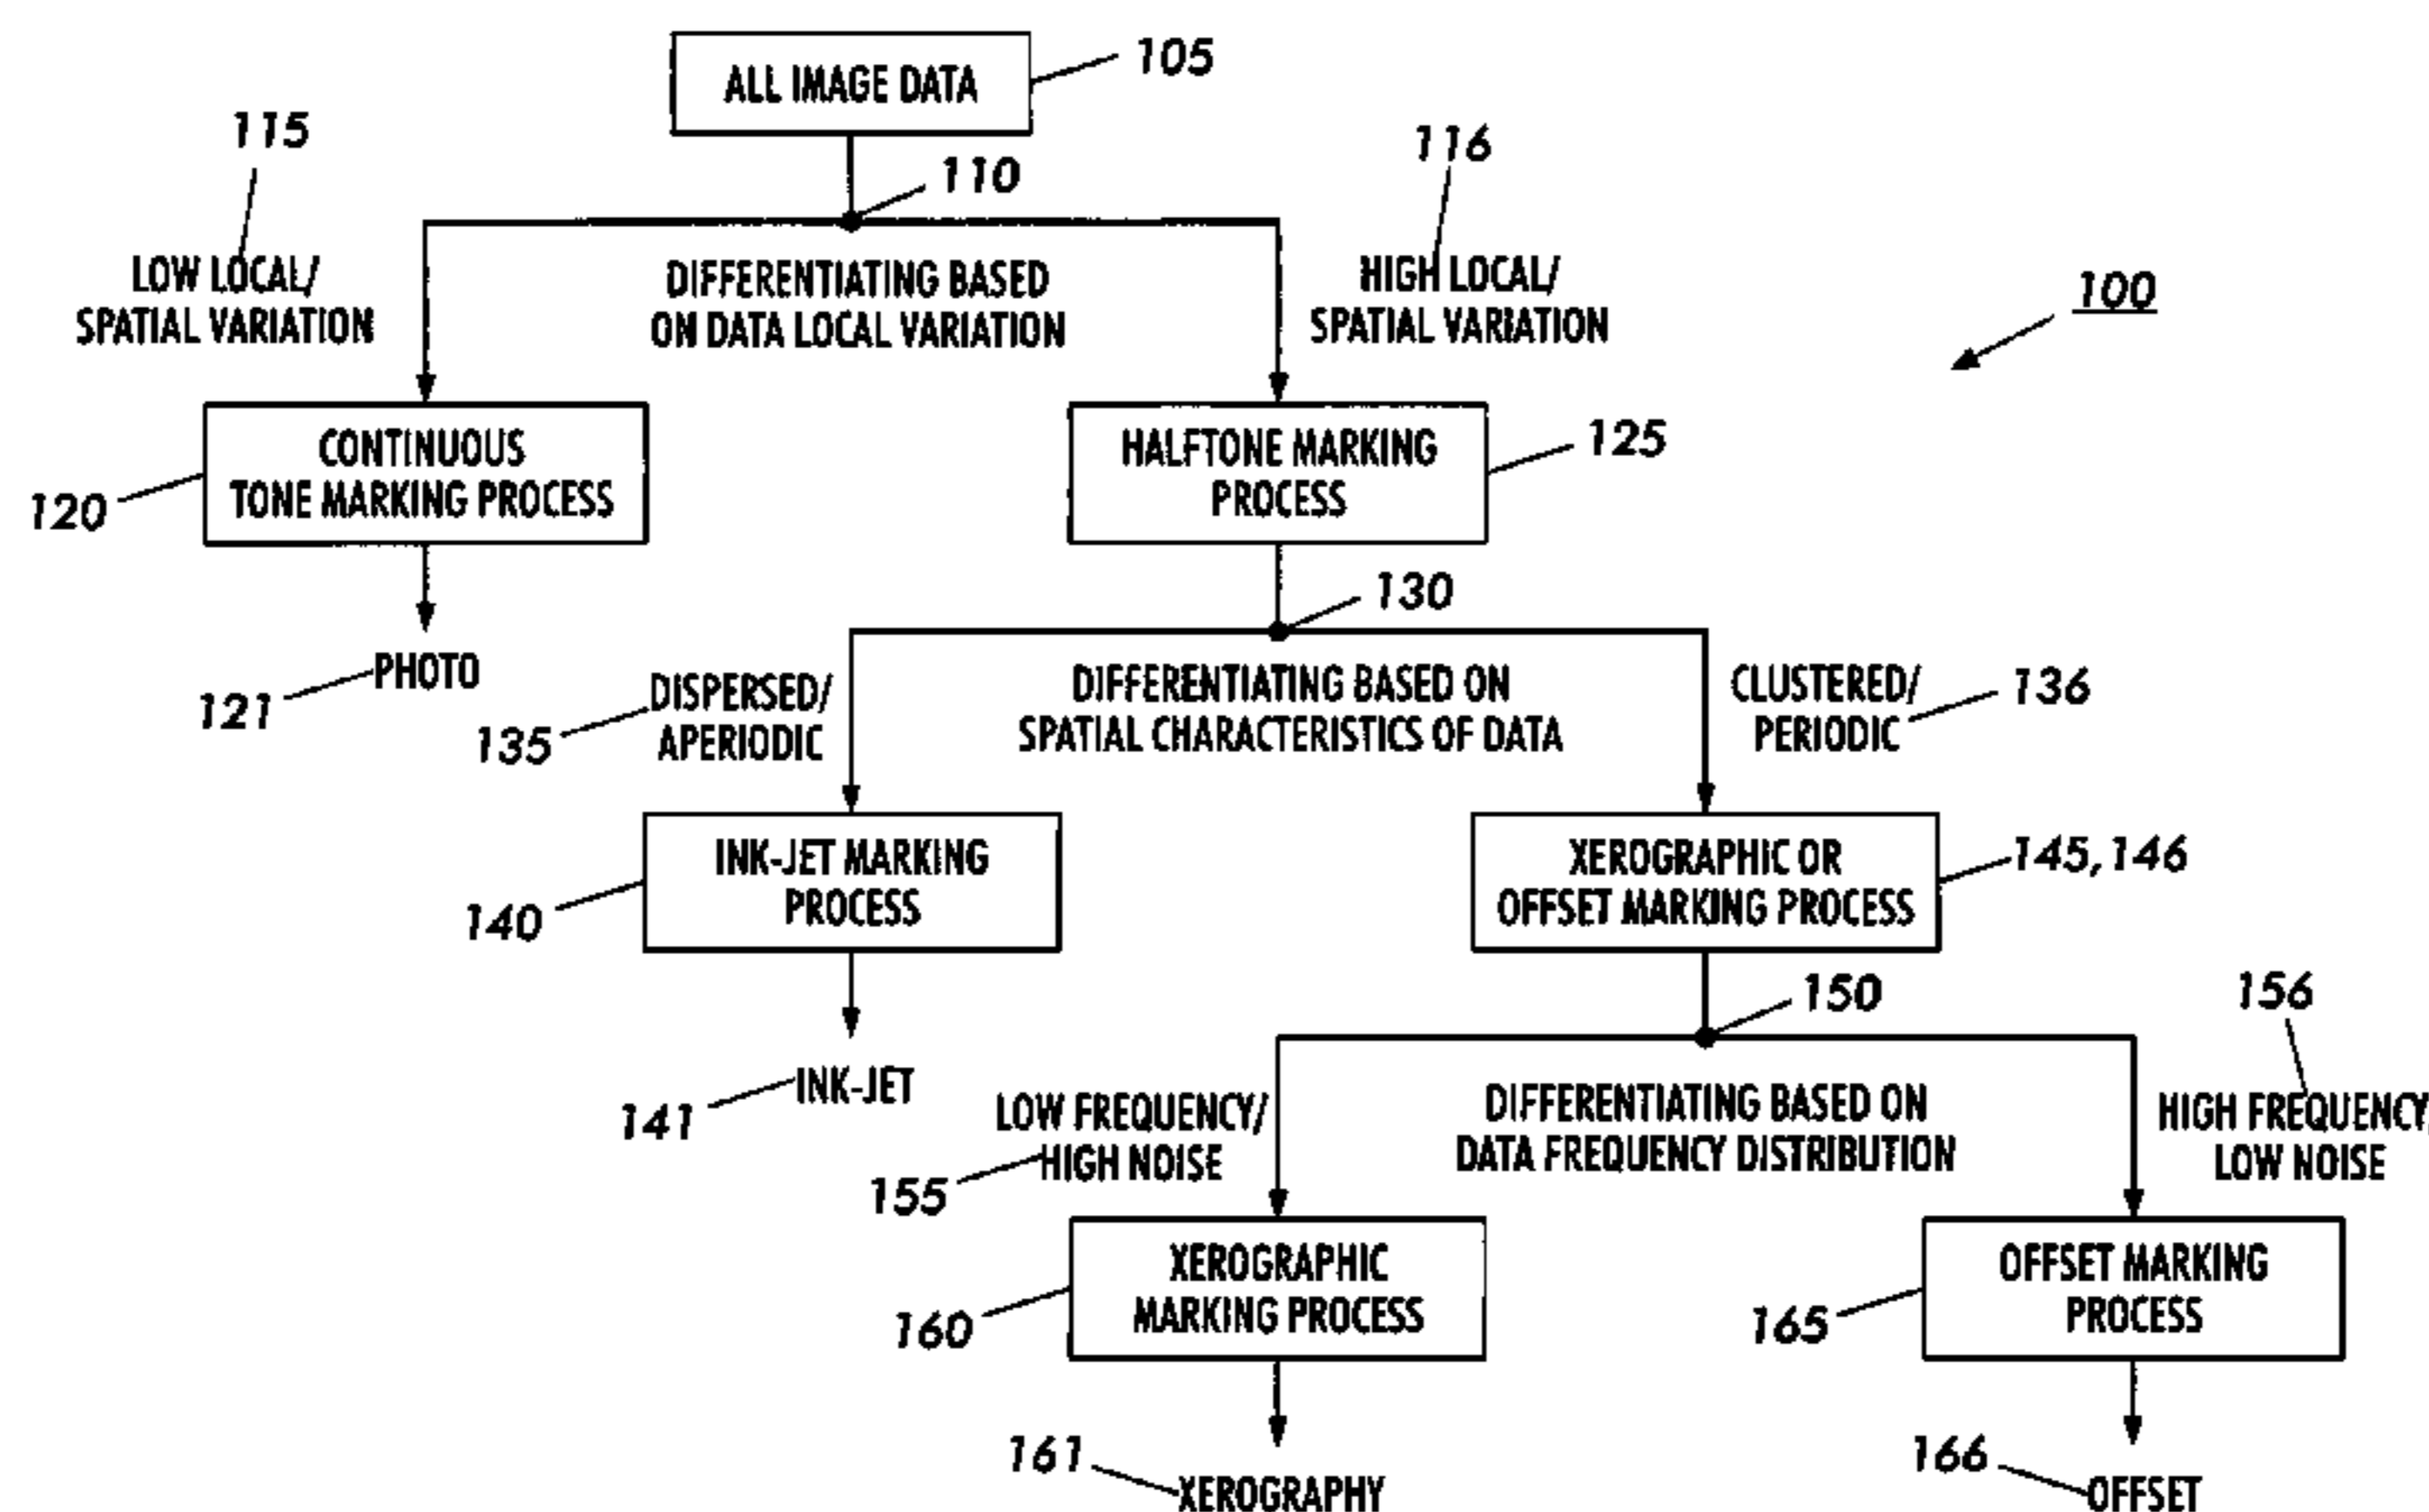 ALL IMAGE DATA
105
115
110
116
LOW LOCAL/
SPATIAL VARIATION
DIFFERENTIATING BASED
ON DATA LOCAL VARIATION
HIGH LOCAL/
SPATIAL VARIATION
100
CONTINUOUS
TONE MARKING PROCESS
120
HALFTONE MARKING
PROCESS
125
130
PHOTO
121
DISPERSED/
APERIODIC
135
DIFFERENTIATING BASED ON
SPATIAL CHARACTERISTICS OF DATA
CLUSTERED/
PERIODIC
136
INK-JET MARKING
PROCESS
140
XEROGRAPHIC OR
OFFSET MARKING PROCESS
145, 146
150
156
INK-JET
141
LOW FREQUENCY/
HIGH NOISE
155
DIFFERENTIATING BASED ON
DATA FREQUENCY DISTRIBUTION
HIGH FREQUENCY/
LOW NOISE
XEROGRAPHIC
MARKING PROCESS
160
OFFSET MARKING
PROCESS
165
161
XEROGRAPHY
166
OFFSET